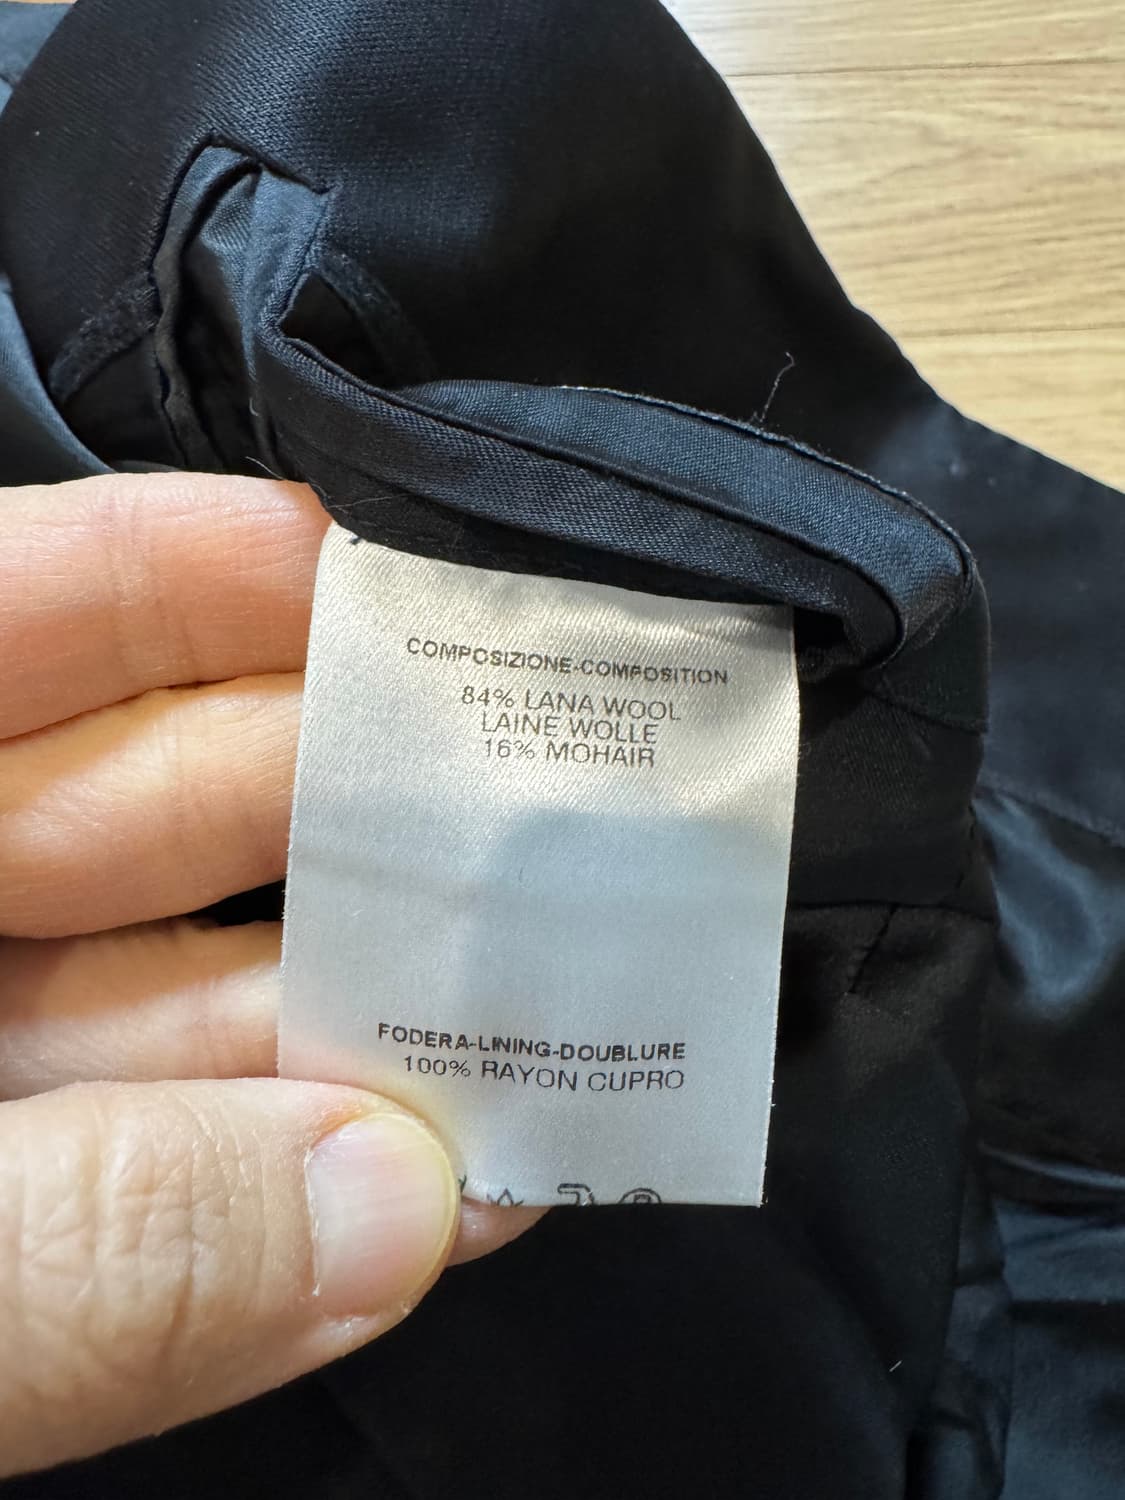 COMPOSIZIONE-COMPOSITION
84% LANA WOOL
LAINE WOLLE
16% MOHAIR
FODERA-LINING-DOUBLURE
100% RAYON CUPRO